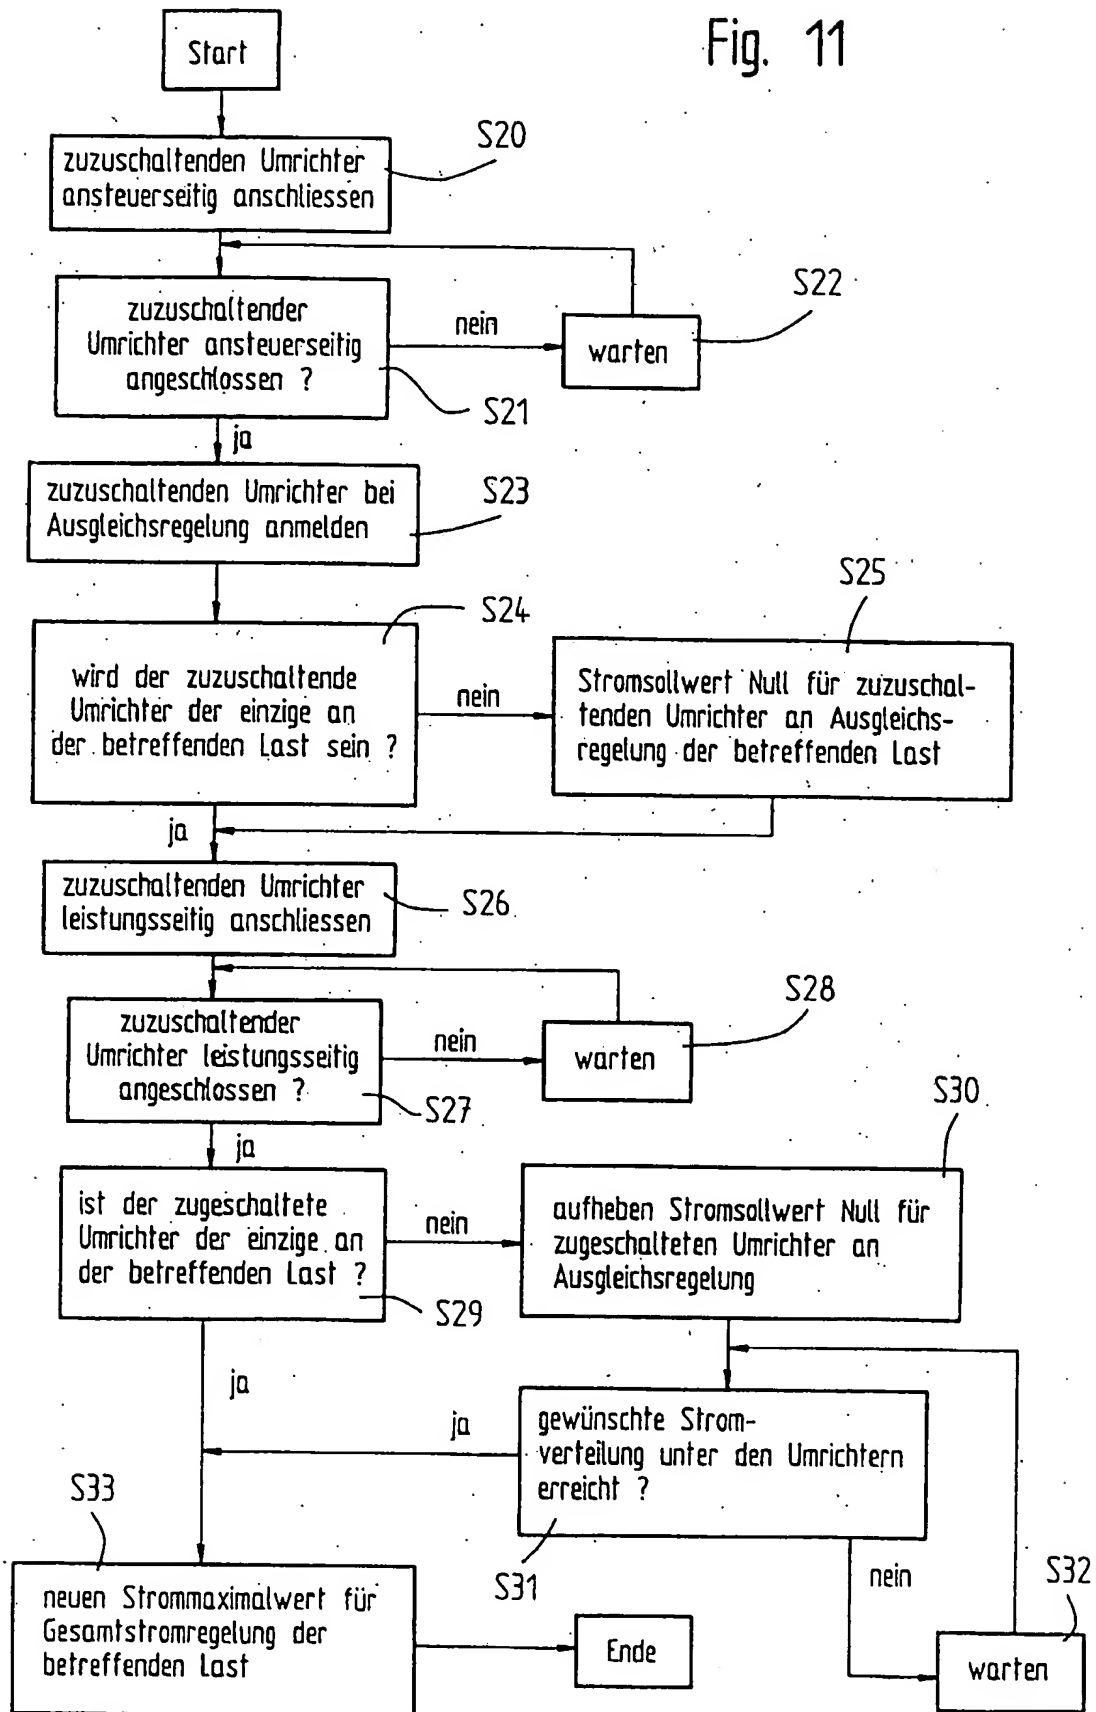 Fig. 11
Start
S20
zuzuschaltenden Umrichter
ansteuerseitig anschliessen
zuzuschaltender
Umrichter ansteuerseitig
angeschlossen ?
nein
S22
warten
S21
ja
zuzuschaltenden Umrichter bei
Ausgleichsregelung anmelden
S23
S24
wird der zuzuschaltende
Umrichter der einzige an
der betreffenden Last sein ?
nein
S25
Stromsollwert Null für zuzuschal-
tenden Umrichter an Ausgleichs-
regelung der betreffenden Last
ja
zuzuschaltenden Umrichter
leistungsseitig anschliessen
S26
zuzuschaltender
Umrichter leistungsseitig
angeschlossen ?
nein
S28
warten
S27
ja
ist der zugeschaltete
Umrichter der einzige an
der betreffenden Last ?
nein
S30
aufheben Stromsollwert Null für
zugeschalteten Umrichter an
Ausgleichsregelung
S29
ja
ja
gewünschte Strom-
verteilung unter den Umrichtern
erreicht ?
S31
nein
S32
warten
S33
neuen Strommaximalwert für
Gesamtstromregelung der
betreffenden Last
Ende